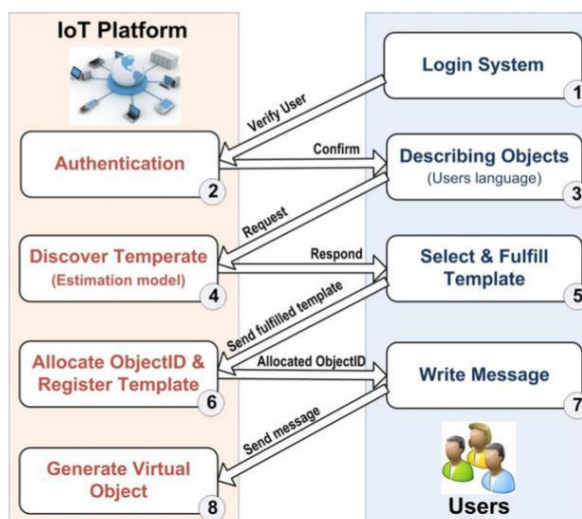 IoT Platform
Login System
1
Verify User
Authentication
2
Confirm
Describing Objects
(Users language)
3
Request
Discover Temperate
(Estimation model)
4
Respond
Select & Fulfill
Template
5
Send fulfilled template
Allocate ObjectID &
Register Template
6
Allocated ObjectID
Write Message
7
Send message
Generate Virtual
Object
8
Users